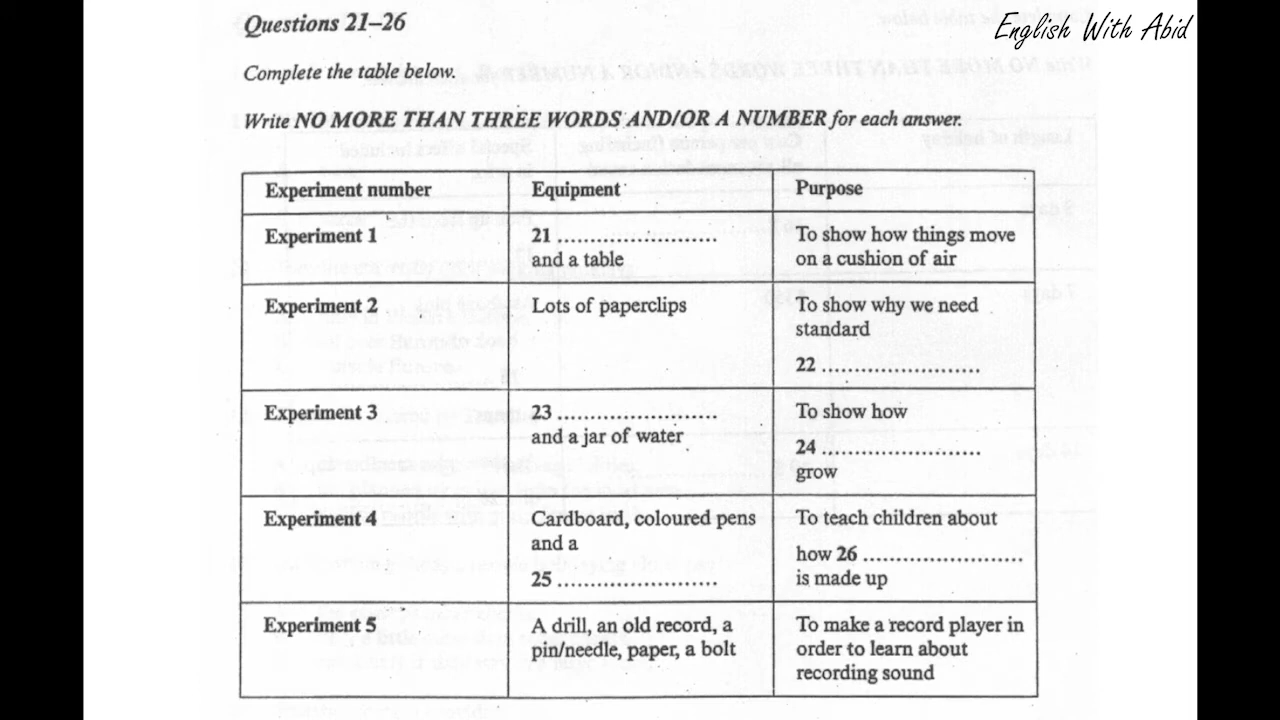 English With Abid
Questions 21–26
Complete the table below.
Write NO MORE THAN THREE WORDS AND/OR A NUMBER for each answer.
Experiment number
Equipment
Purpose
Experiment 1
21 ........................
and a table
To show how things move
on a cushion of air
Experiment 2
Lots of paperclips
To show why we need
standard
22 ........................
Experiment 3
23 ........................
and a jar of water
To show how
24 ........................
grow
Experiment 4
Cardboard, coloured pens
and a
25 ........................
To teach children about
how 26 ........................
is made up
Experiment 5
A drill, an old record, a
pin/needle, paper, a bolt
To make a record player in
order to learn about
recording sound